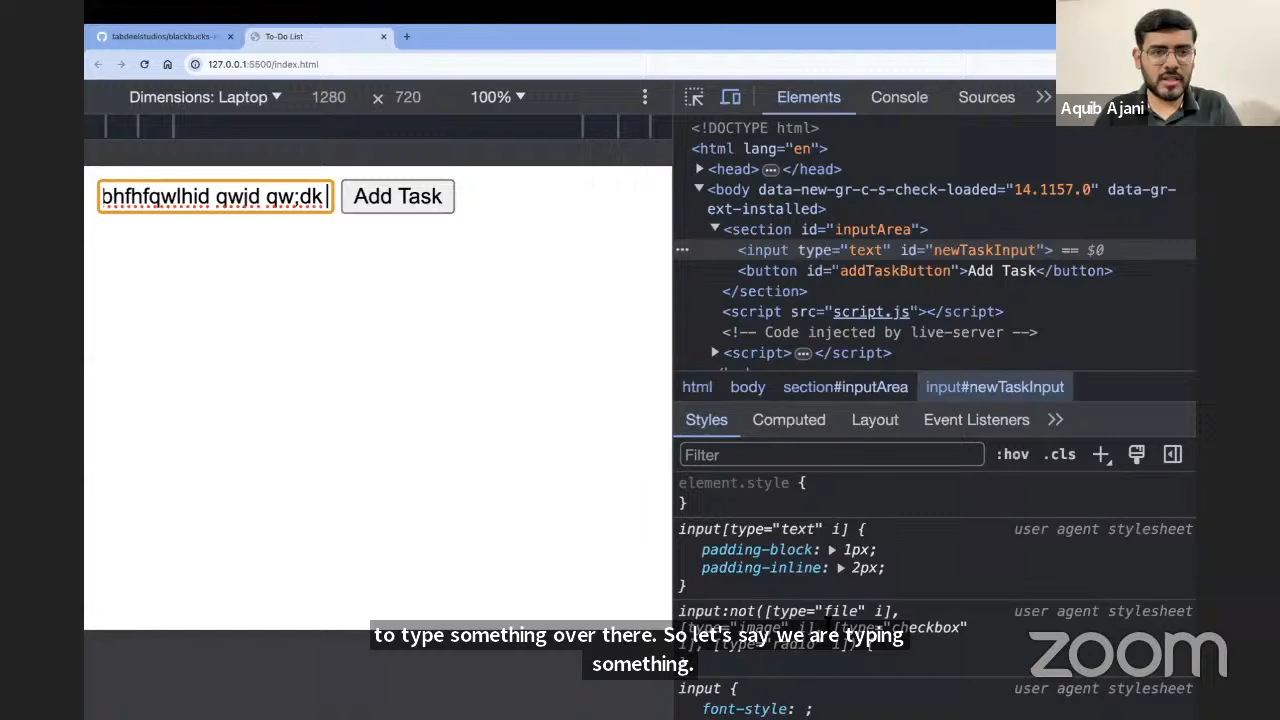 tabdeelstudios/blackbucks-
To-Do List
127.0.0.1:5500/index.html
Aquib Ajani
Dimensions: Laptop 1280 x 720 100%
Elements Console Sources
bhfhfqwlhid qwjd qw;dk
Add Task
<!DOCTYPE html>
<html lang="en">
<head> ••• </head>
<body data-new-gr-c-s-check-loaded="14.1157.0" data-gr-
ext-installed>
<section id="inputArea">
••• <input type="text" id="newTaskInput"> == $0
<button id="addTaskButton">Add Task</button>
</section>
<script src="script.js"></script>
<!-- Code injected by live-server -->
<script> ••• </script>
html body section#inputArea input#newTaskInput
Styles Computed Layout Event Listeners
Filter :hov .cls
element.style {
}
input[type="text" i] { user agent stylesheet
padding-block: 1px;
padding-inline: 2px;
}
input:not([type="file" i], user agent stylesheet
[type="image" i], [type="checkbox"
i], [type="radio" i]) {
input { user agent stylesheet
font-style: ;
to type something over there. So let's say we are typing
something.
zoom